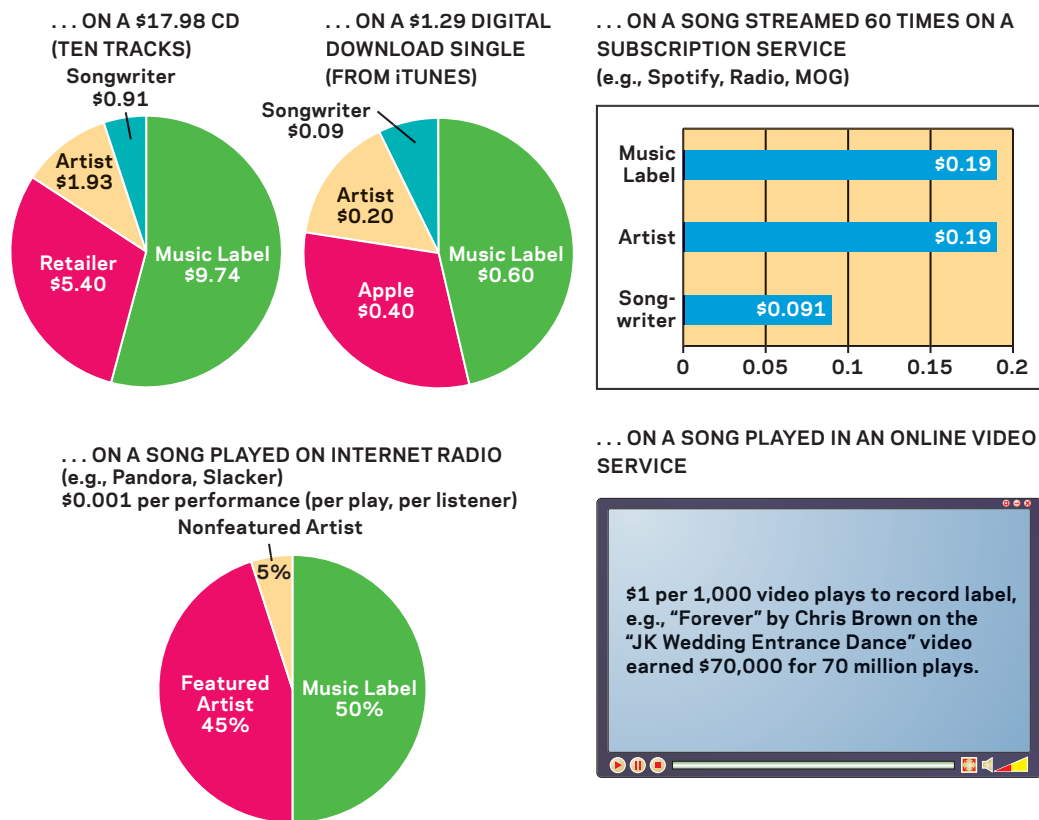 . . . ON A $17.98 CD
(TEN TRACKS)
Songwriter
$0.91
Artist
$1.93
Retailer
$5.40
Music Label
$9.74
. . . ON A $1.29 DIGITAL
DOWNLOAD SINGLE
(FROM iTUNES)
Songwriter
$0.09
Artist
$0.20
Apple
$0.40
Music Label
$0.60
. . . ON A SONG STREAMED 60 TIMES ON A
SUBSCRIPTION SERVICE
(e.g., Spotify, Radio, MOG)
Music
Label
$0.19
Artist
$0.19
Song-
writer
$0.091
0 0.05 0.1 0.15 0.2
. . . ON A SONG PLAYED ON INTERNET RADIO
(e.g., Pandora, Slacker)
$0.001 per performance (per play, per listener)
Nonfeatured Artist
5%
Featured
Artist
45%
Music Label
50%
. . . ON A SONG PLAYED IN AN ONLINE VIDEO
SERVICE
$1 per 1,000 video plays to record label,
e.g., “Forever” by Chris Brown on the
“JK Wedding Entrance Dance” video
earned $70,000 for 70 million plays.